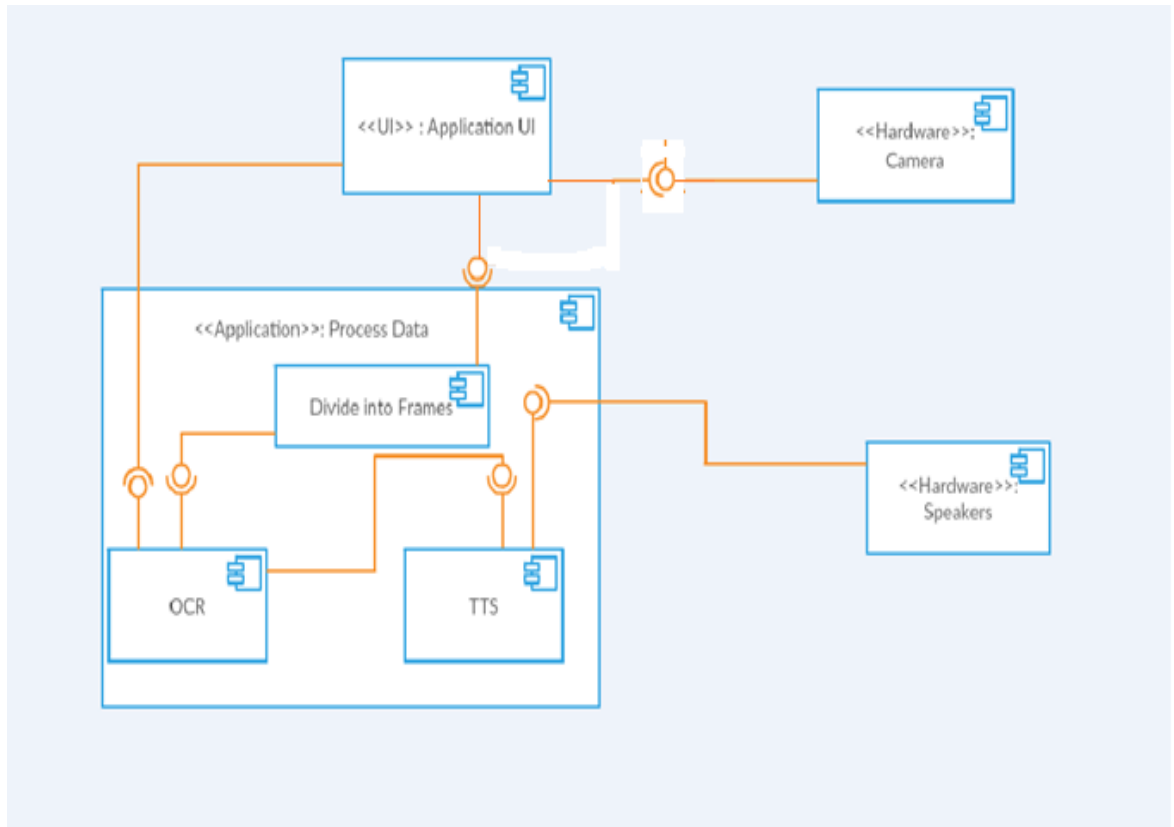 <<UI>> : Application UI
<<Hardware>>:
Camera
<<Application>>: Process Data
Divide into Frames
<<Hardware>>:
Speakers
OCR
TTS